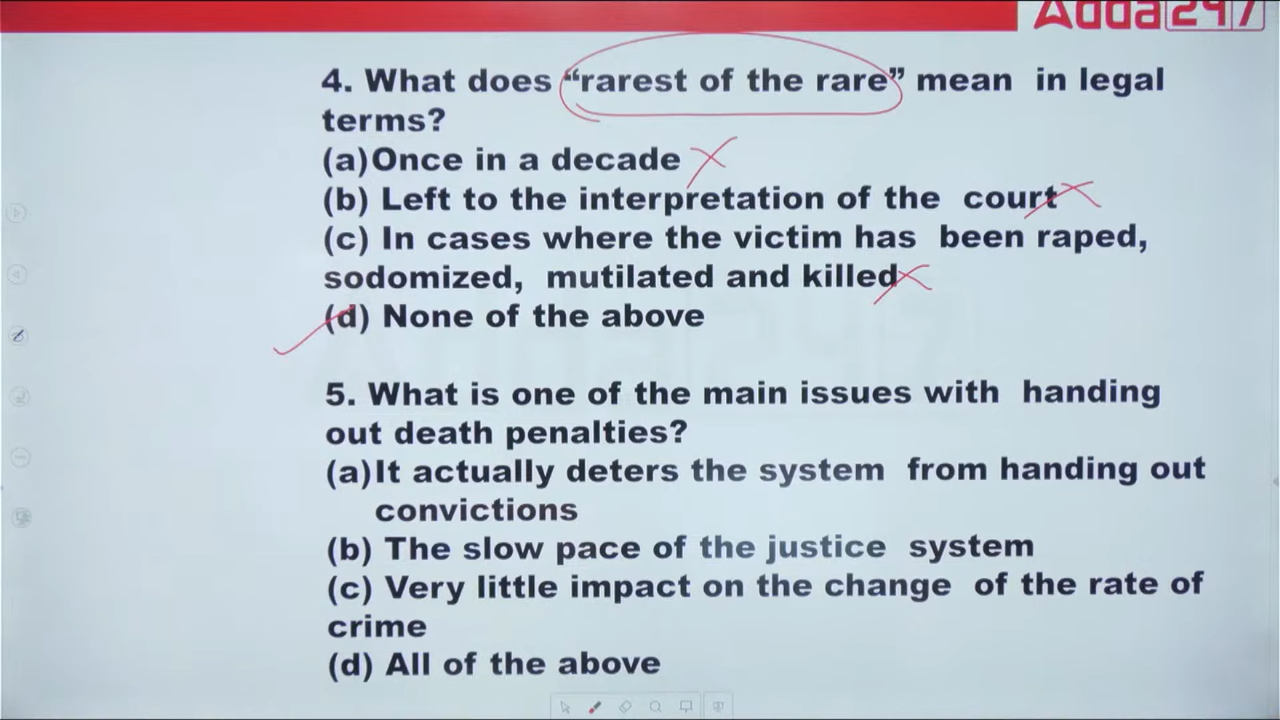 Adda247
4. What does “rarest of the rare” mean in legal
terms?
(a)Once in a decade
(b) Left to the interpretation of the court
(c) In cases where the victim has been raped,
sodomized, mutilated and killed
(d) None of the above
5. What is one of the main issues with handing
out death penalties?
(a)It actually deters the system from handing out
convictions
(b) The slow pace of the justice system
(c) Very little impact on the change of the rate of
crime
(d) All of the above